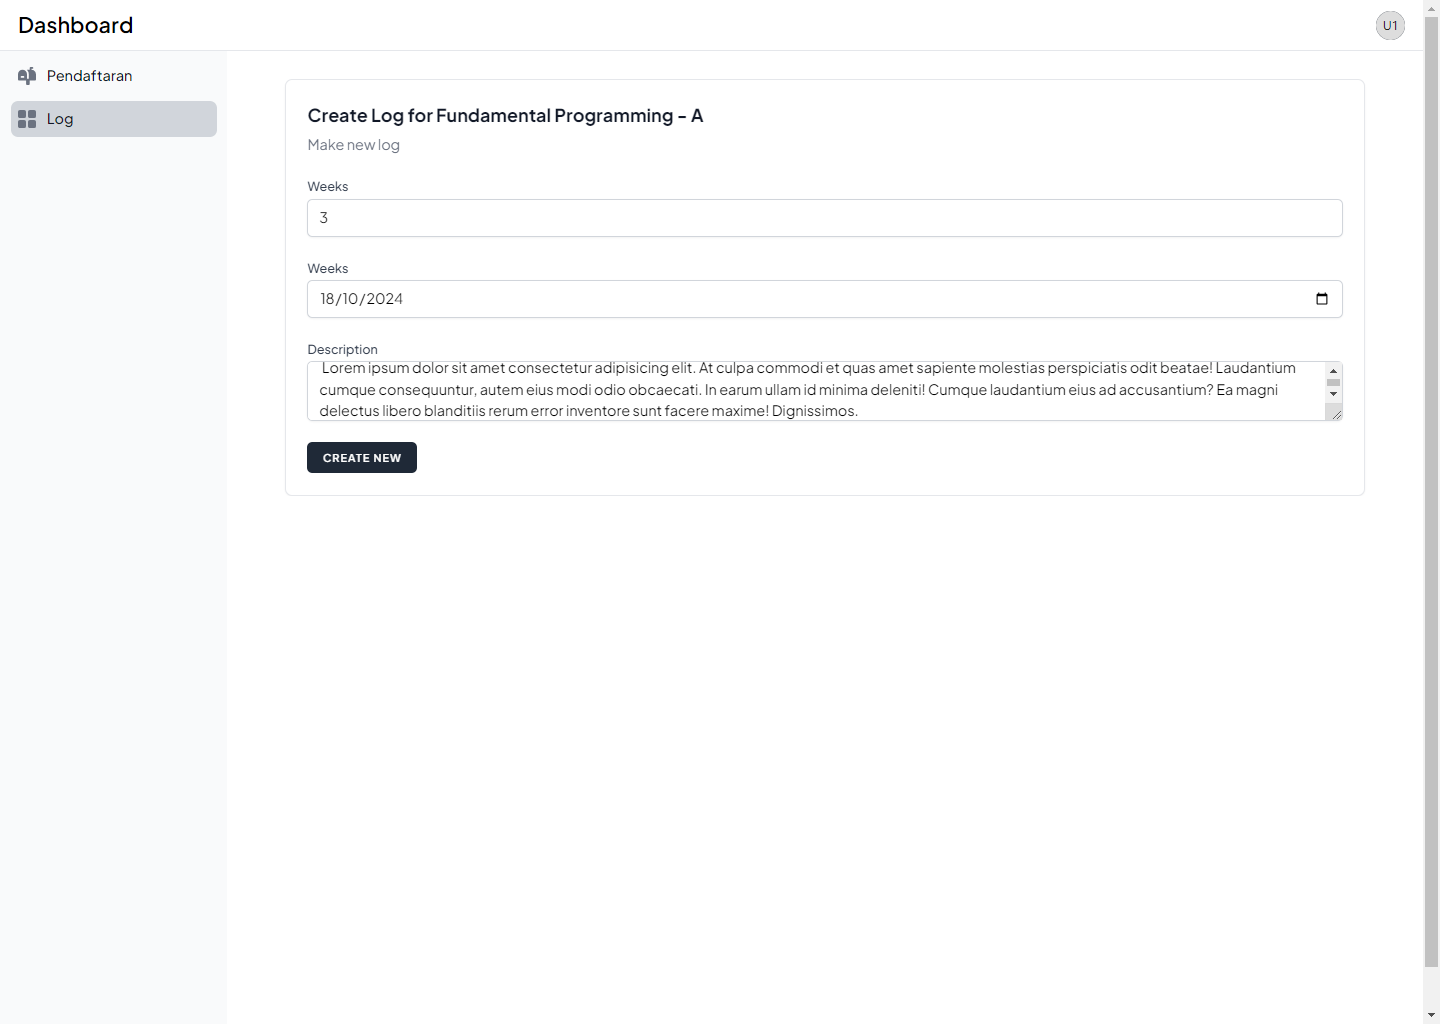 Dashboard
U1
Pendaftaran
Log
Create Log for Fundamental Programming - A
Make new log
Weeks
3
Weeks
18/10/2024
Description
Lorem ipsum dolor sit amet consectetur adipisicing elit. At culpa commodi et quas amet sapiente molestias perspiciatis odit beatae! Laudantium
cumque consequuntur, autem eius modi odio obcaecati. In earum ullam id minima deleniti! Cumque laudantium eius ad accusantium? Ea magni
delectus libero blanditiis rerum error inventore sunt facere maxime! Dignissimos.
CREATE NEW